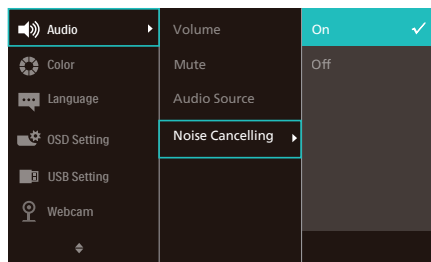 Audio
Color
Language
OSD Setting
USB Setting
Webcam
Volume
Mute
Audio Source
Noise Cancelling
On
Off